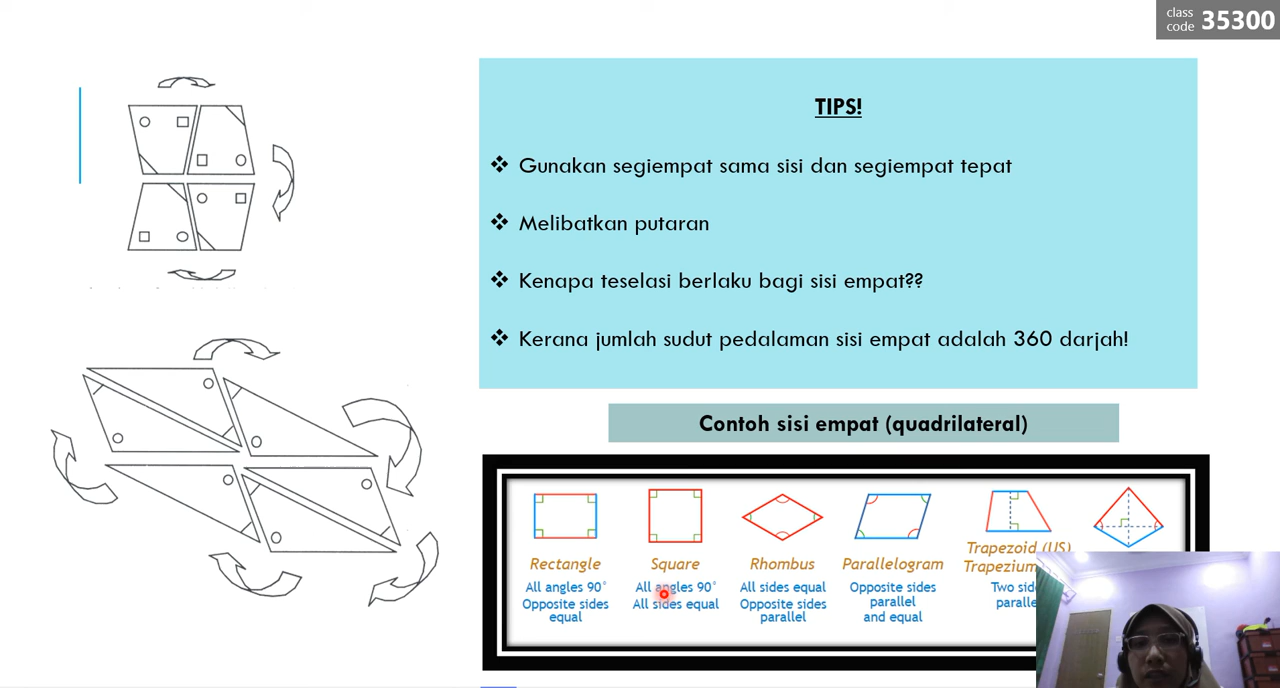 class
code 35300
TIPS!
❖ Gunakan segiempat sama sisi dan segiempat tepat
❖ Melibatkan putaran
❖ Kenapa teselasi berlaku bagi sisi empat??
❖ Kerana jumlah sudut pedalaman sisi empat adalah 360 darjah!
Contoh sisi empat (quadrilateral)
Rectangle
All angles 90°
Opposite sides
equal
Square
All angles 90°
All sides equal
Rhombus
All sides equal
Opposite sides
parallel
Parallelogram
Opposite sides
parallel
and equal
Trapezoid (US)
Trapezium
Two